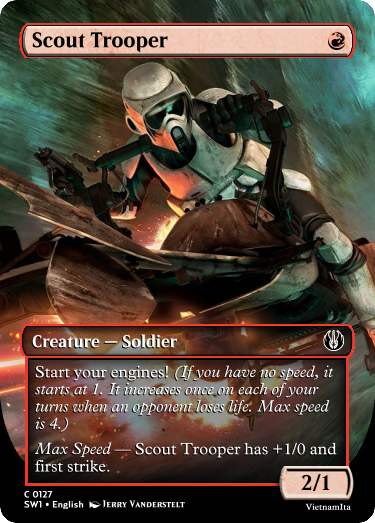 Scout Trooper
Creature — Soldier
Start your engines! (If you have no speed, it
starts at 1. It increases once on each of your
turns when an opponent loses life. Max speed
is 4.)
Max Speed — Scout Trooper has +1/0 and
first strike.
2/1
C 0127
SW1 • English Jerry Vanderstelt
VietnamIta